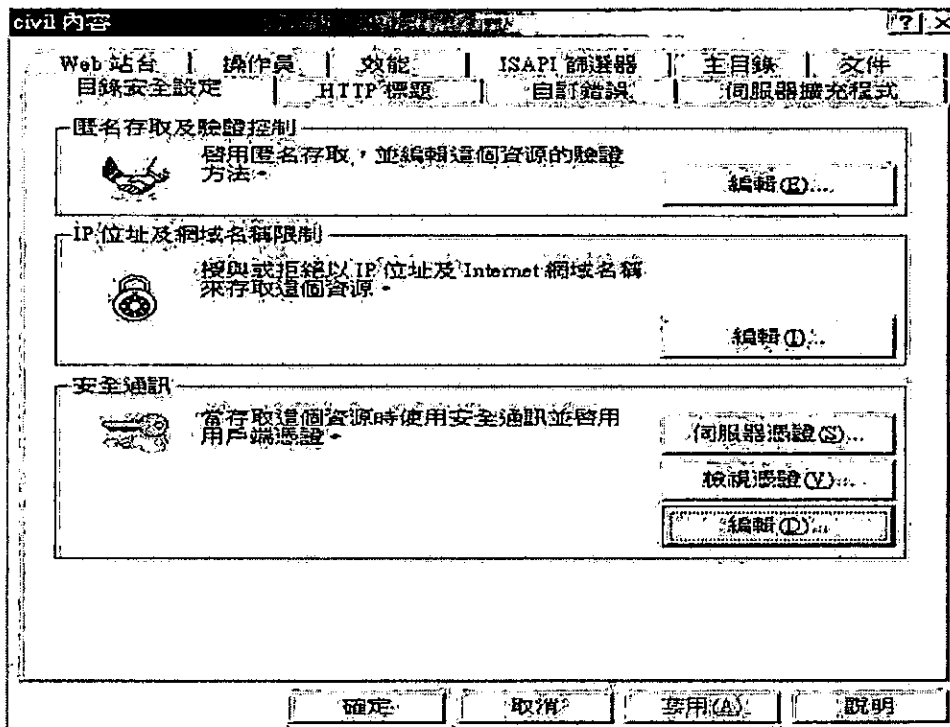 civil 內容
Web 站台 操作員 效能 ISAPI 篩選器 主目錄 文件
目錄安全設定 HTTP 標題 自訂錯誤 伺服器擴充程式
匿名存取及驗證控制
啓用匿名存取，並編輯這個資源的驗證
方法。
編輯(E)...
IP 位址及網域名稱限制
授與或拒絕以 IP 位址及 Internet 網域名稱
來存取這個資源。
編輯(I)...
安全通訊
當存取這個資源時使用安全通訊並啓用
用戶端憑證。
伺服器憑證(S)...
檢視憑證(V)...
編輯(D)...
確定 取消 套用(A) 說明